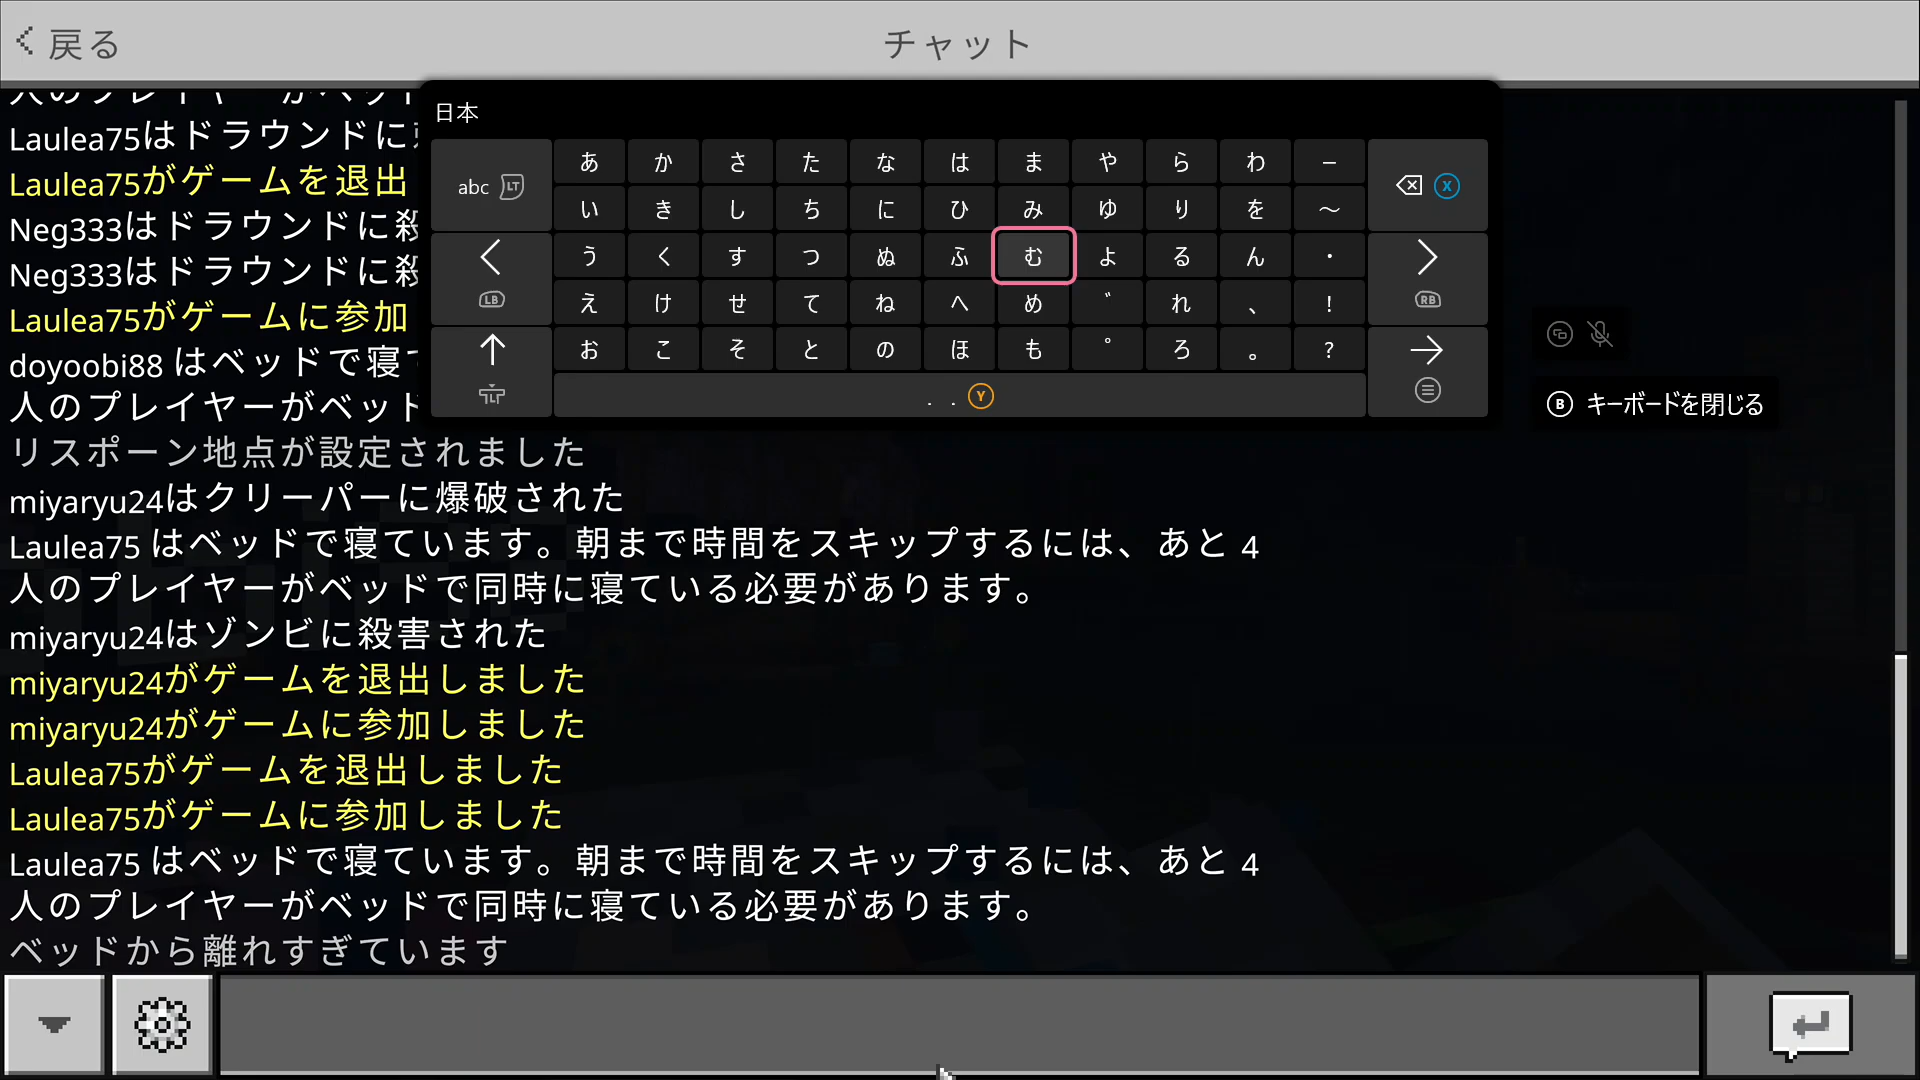 戻る
チャット
Laulea75はドラウンドに
Laulea75がゲームを退出
Neg333はドラウンドに殺
Neg333はドラウンドに殺
Laulea75がゲームに参加
doyoobi88 はベッドで寝
人のプレイヤーがベッド
リスポーン地点が設定されました
miyaryu24はクリーパーに爆破された
Laulea75 はベッドで寝ています。朝まで時間をスキップするには、あと 4
人のプレイヤーがベッドで同時に寝ている必要があります。
miyaryu24はゾンビに殺害された
miyaryu24がゲームを退出しました
miyaryu24がゲームに参加しました
Laulea75がゲームを退出しました
Laulea75がゲームに参加しました
Laulea75 はベッドで寝ています。朝まで時間をスキップするには、あと 4
人のプレイヤーがベッドで同時に寝ている必要があります。
ベッドから離れすぎています
日本
abc LT
あ か さ た な は ま や ら わ ー
X
い き し ち に ひ み ゆ り を ～
う く す つ ぬ ふ む よ る ん ・
LB
RB
え け せ て ね へ め ゛ れ 、 !
お こ そ と の ほ も ゜ ろ 。 ?
LT
. . Y
B キーボードを閉じる